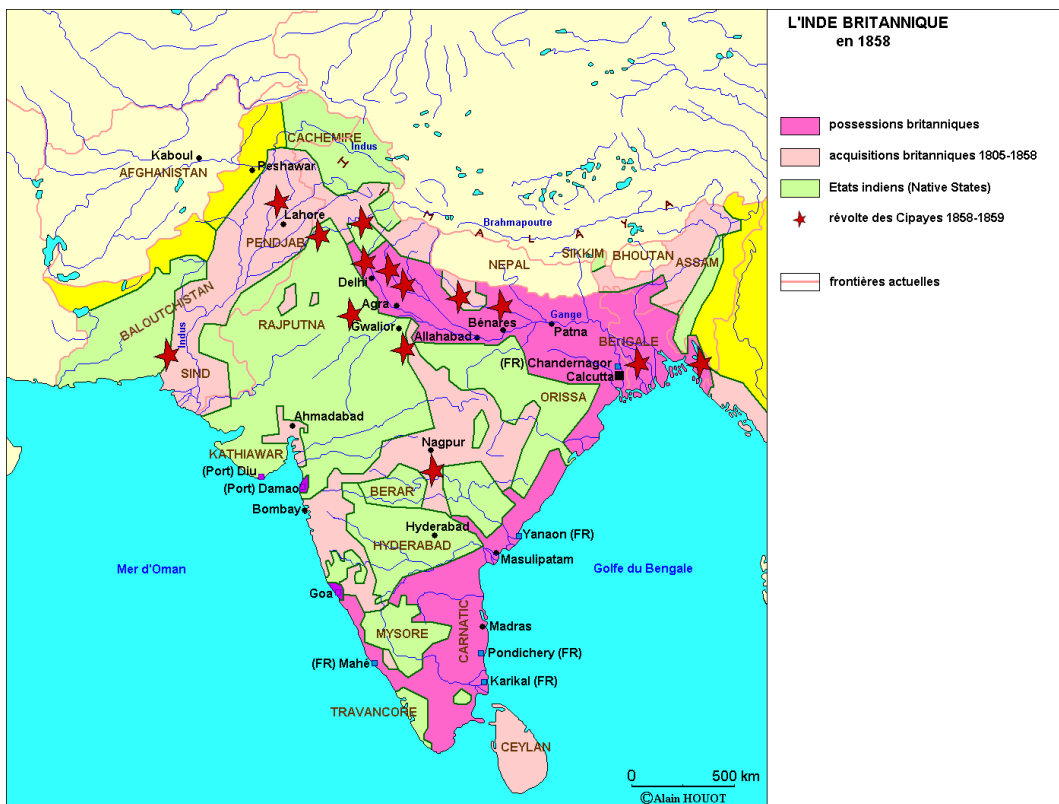 L'INDE BRITANNIQUE
en 1858
possessions britanniques
acquisitions britanniques 1805-1858
Etats indiens (Native States)
révolte des Cipayes 1858-1859
frontières actuelles
CACHEMIRE
Indus
Kaboul
AFGHANISTAN
Peshawar
HIMALAYA
Lahore
Brahmapoutre
PENDJAB
SIKKIM
BHOUTAN
NEPAL
ASSAM
Delhi
BALOUTCHISTAN
Agra
Gange
RAJPUTNA
Gwalior
Bénares
Patna
Allahabad
Indus
BENGALE
(FR) Chandernagor
SIND
Calcutta
ORISSA
Ahmadabad
Nagpur
KATHIAWAR
(Port) Diu
(Port) Damao
BERAR
Bombay
Hyderabad
Yanaon (FR)
HYDERABAD
Masulipatam
Mer d'Oman
Golfe du Bengale
Goa
CARNATIC
Madras
MYSORE
Pondichery (FR)
(FR) Mahé
Karikal (FR)
TRAVANCORE
CEYLAN
0 500 km
©Alain HOUOT